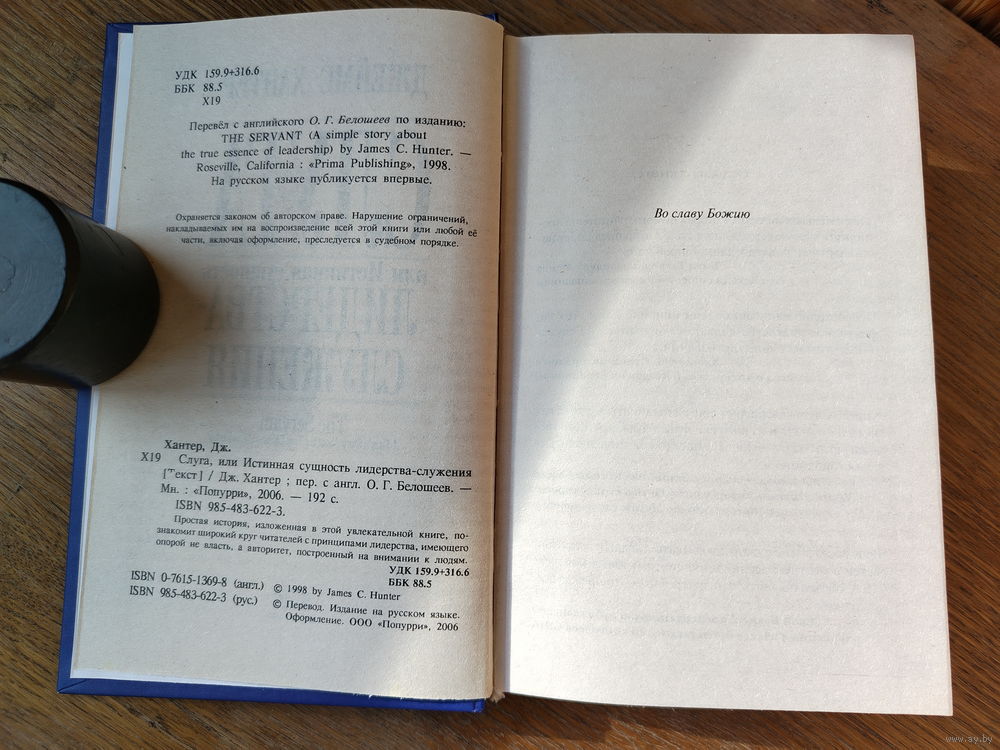 УДК 159.9+316.6
ББК 88.5
Х19
Перевёл с английского О. Г. Белошеев по изданию:
THE SERVANT (A simple story about
the true essence of leadership) by James C. Hunter. —
Roseville, California : «Prima Publishing», 1998.
На русском языке публикуется впервые.
Охраняется законом об авторском праве. Нарушение ограничений,
накладываемых им на воспроизведение всей этой книги или любой её
части, включая оформление, преследуется в судебном порядке.
Хантер, Дж.
Х19 Слуга, или Истинная сущность лидерства-служения
[Текст] / Дж. Хантер ; пер. с англ. О. Г. Белошеев. —
Мн. : «Попурри», 2006. — 192 с.
ISBN 985-483-622-3.
Простая история, изложенная в этой увлекательной книге, по-
знакомит широкий круг читателей с принципами лидерства, имеющего
опорой не власть, а авторитет, построенный на внимании к людям.
УДК 159.9+316.6
ББК 88.5
ISBN 0-7615-1369-8 (англ.)
ISBN 985-483-622-3 (рус.)
© 1998 by James C. Hunter
© Перевод. Издание на русском языке.
Оформление. ООО «Попурри», 2006
Во славу Божию
www.ay.by